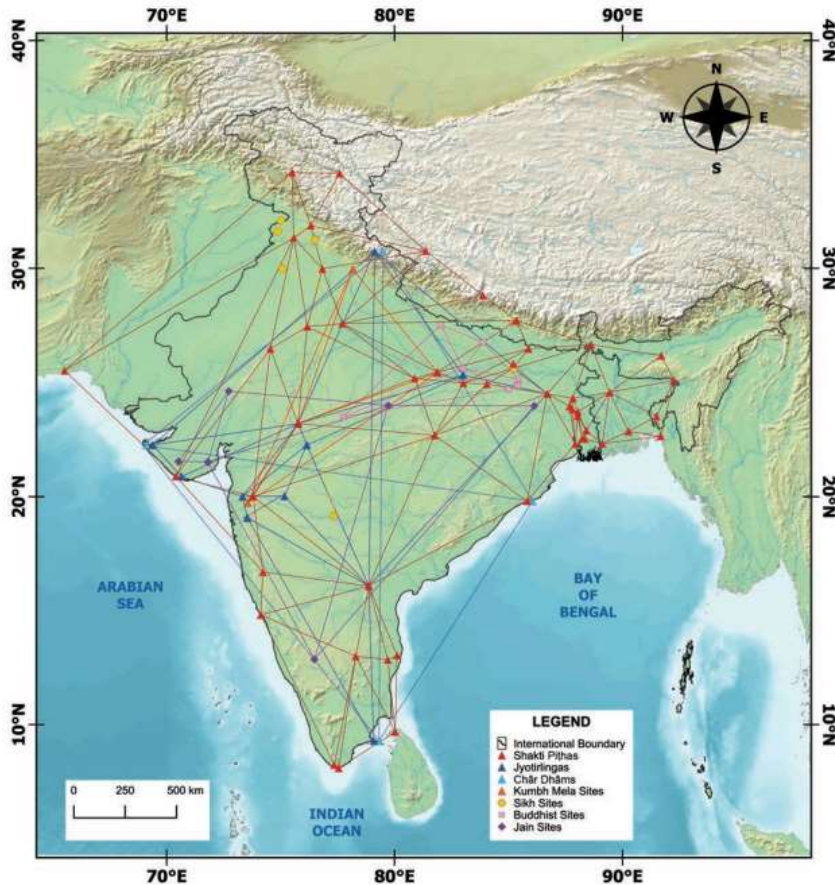 70°E 80°E 90°E
40°N 40°N
N
W E
S
30°N 30°N
20°N 20°N
ARABIAN
SEA
BAY
OF
BENGAL
10°N 10°N
LEGEND
International Boundary
Shakti Pīṭhas
Jyotirlingas
Chār Dhāms
Kumbh Mela Sites
Sikh Sites
Buddhist Sites
Jain Sites
0 250 500 km
INDIAN
OCEAN
70°E 80°E 90°E